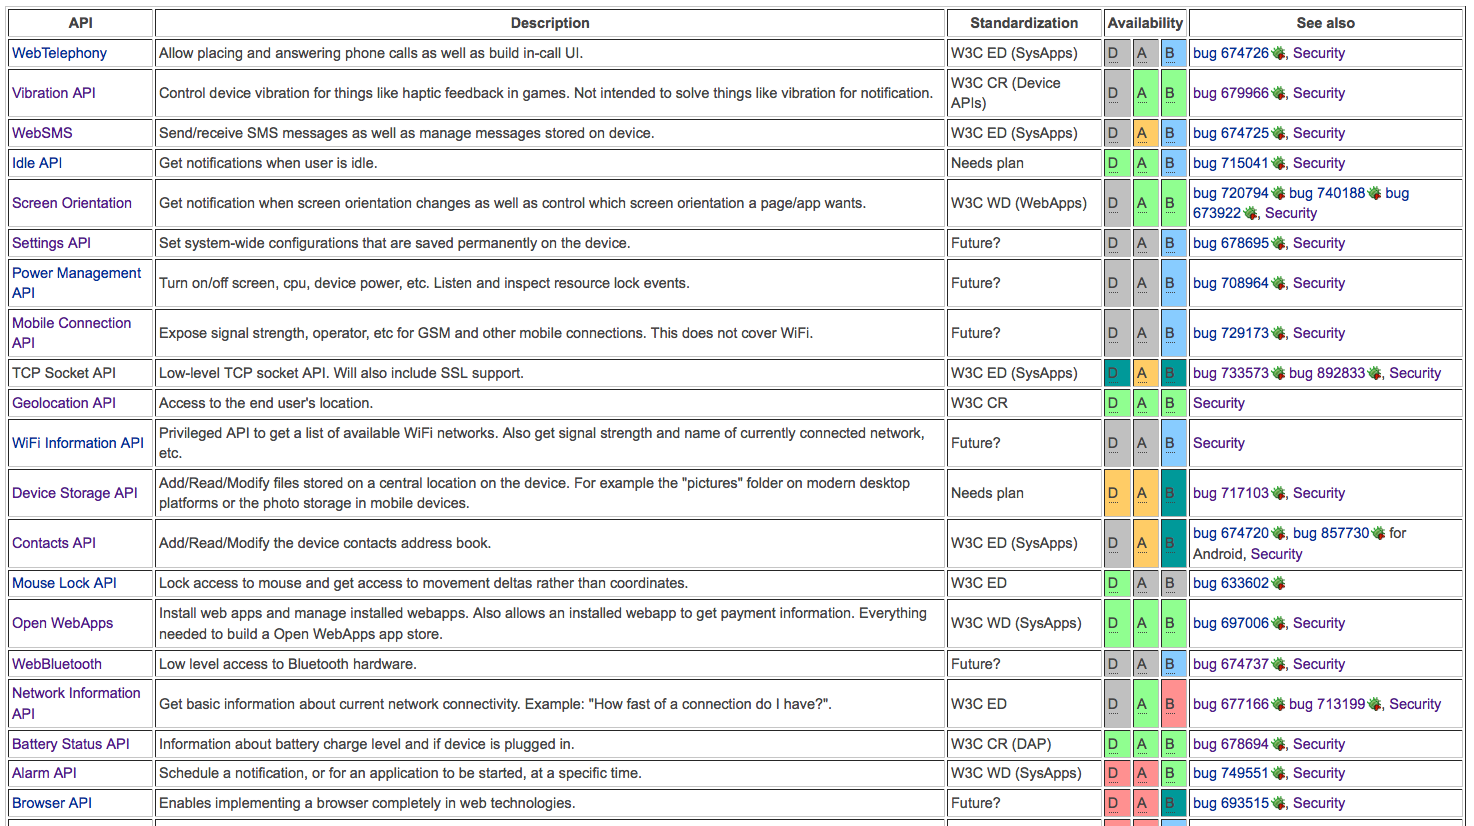 API Description Standardization Availability See also
WebTelephony Allow placing and answering phone calls as well as build in-call UI. W3C ED (SysApps) D A B bug 674726, Security
Vibration API Control device vibration for things like haptic feedback in games. Not intended to solve things like vibration for notification. W3C CR (Device
APIs) D A B bug 679966, Security
WebSMS Send/receive SMS messages as well as manage messages stored on device. W3C ED (SysApps) D A B bug 674725, Security
Idle API Get notifications when user is idle. Needs plan D A B bug 715041, Security
Screen Orientation Get notification when screen orientation changes as well as control which screen orientation a page/app wants. W3C WD (WebApps) D A B bug 720794 bug 740188 bug
673922, Security
Settings API Set system-wide configurations that are saved permanently on the device. Future? D A B bug 678695, Security
Power Management
API Turn on/off screen, cpu, device power, etc. Listen and inspect resource lock events. Future? D A B bug 708964, Security
Mobile Connection
API Expose signal strength, operator, etc for GSM and other mobile connections. This does not cover WiFi. Future? D A B bug 729173, Security
TCP Socket API Low-level TCP socket API. Will also include SSL support. W3C ED (SysApps) D A B bug 733573 bug 892833, Security
Geolocation API Access to the end user's location. W3C CR D A B Security
WiFi Information API Privileged API to get a list of available WiFi networks. Also get signal strength and name of currently connected network,
etc. Future? D A B Security
Device Storage API Add/Read/Modify files stored on a central location on the device. For example the "pictures" folder on modern desktop
platforms or the photo storage in mobile devices. Needs plan D A B bug 717103, Security
Contacts API Add/Read/Modify the device contacts address book. W3C ED (SysApps) D A B bug 674720, bug 857730 for
Android, Security
Mouse Lock API Lock access to mouse and get access to movement deltas rather than coordinates. W3C ED D A B bug 633602
Open WebApps Install web apps and manage installed webapps. Also allows an installed webapp to get payment information. Everything
needed to build a Open WebApps app store. W3C WD (SysApps) D A B bug 697006, Security
WebBluetooth Low level access to Bluetooth hardware. Future? D A B bug 674737, Security
Network Information
API Get basic information about current network connectivity. Example: "How fast of a connection do I have?". W3C ED D A B bug 677166 bug 713199, Security
Battery Status API Information about battery charge level and if device is plugged in. W3C CR (DAP) D A B bug 678694, Security
Alarm API Schedule a notification, or for an application to be started, at a specific time. W3C WD (SysApps) D A B bug 749551, Security
Browser API Enables implementing a browser completely in web technologies. Future? D A B bug 693515, Security